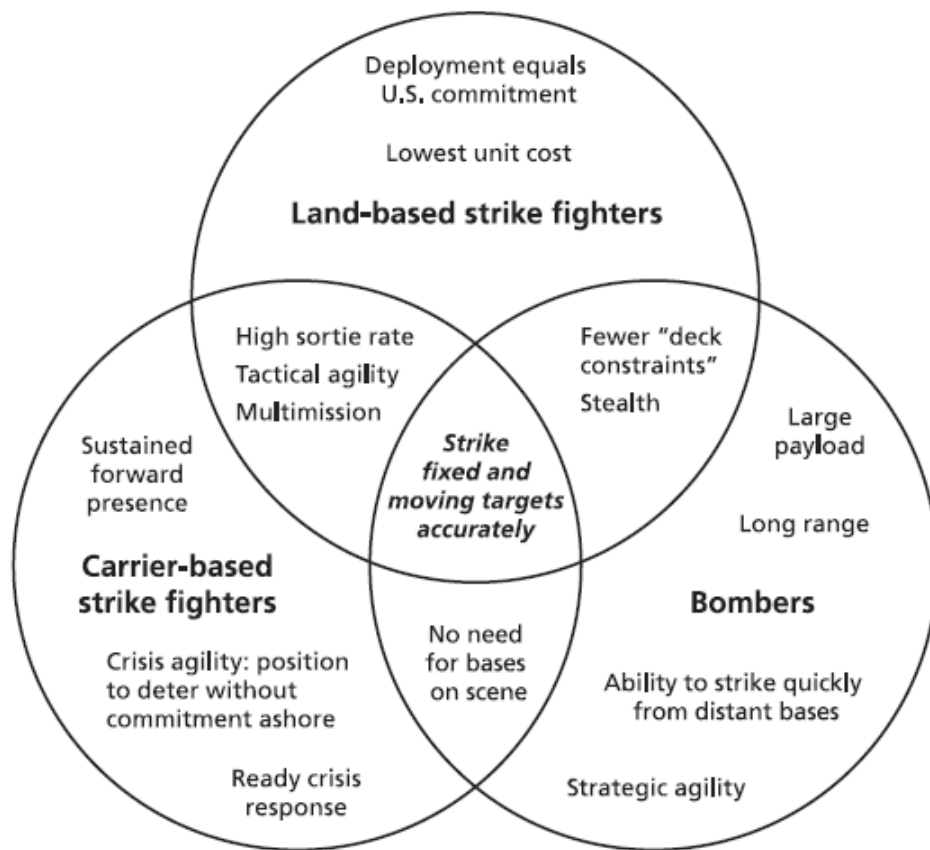 Deployment equals
U.S. commitment
Lowest unit cost
Land-based strike fighters
High sortie rate
Tactical agility
Multimission
Fewer "deck
constraints"
Stealth
Strike
fixed and
moving targets
accurately
Sustained
forward
presence
Large
payload
Long range
Carrier-based
strike fighters
Bombers
Crisis agility: position
to deter without
commitment ashore
No need
for bases
on scene
Ability to strike quickly
from distant bases
Ready crisis
response
Strategic agility